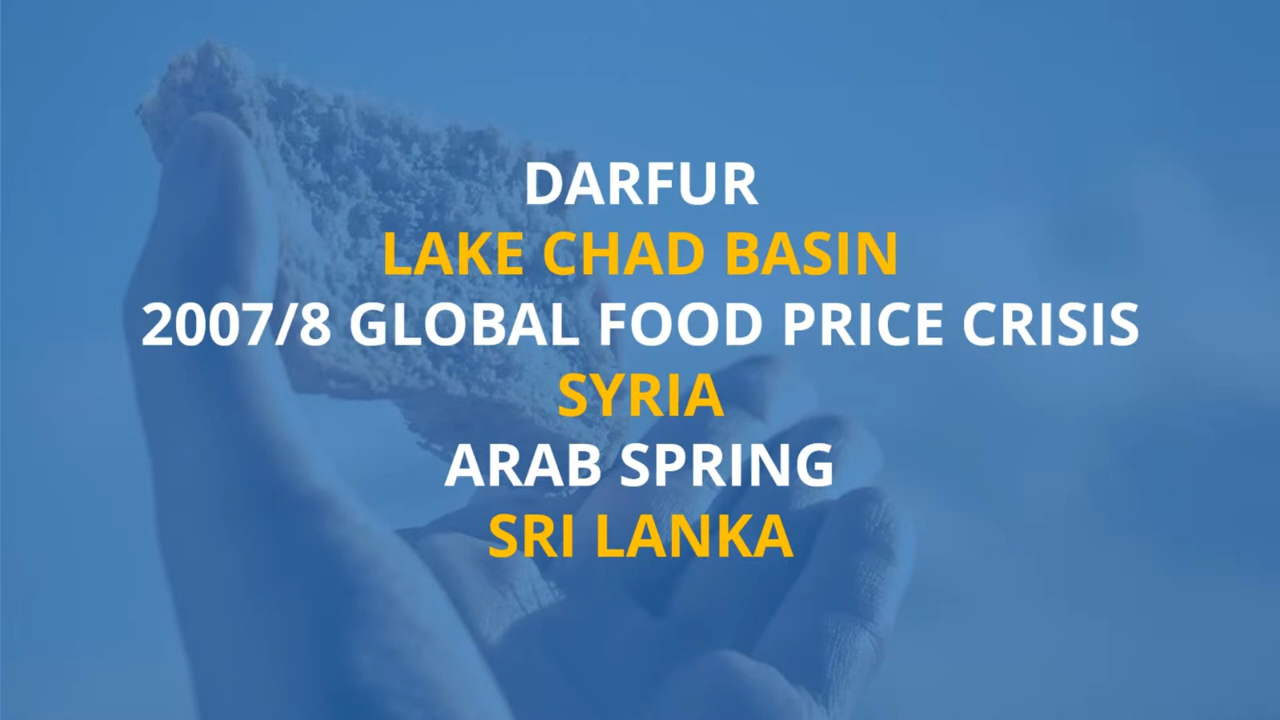 DARFUR
LAKE CHAD BASIN
2007/8 GLOBAL FOOD PRICE CRISIS
SYRIA
ARAB SPRING
SRI LANKA